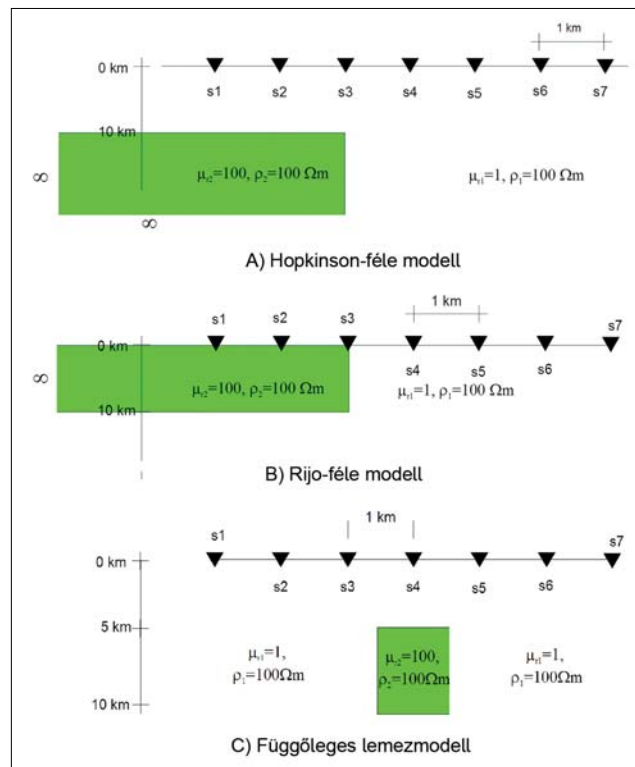 1 km
0 km
s1 s2 s3 s4 s5 s6 s7
10 km
∞
μr2=100, ρ2=100 Ωm
μr1=1, ρ1=100 Ωm
∞
A) Hopkinson-féle modell
s1 s2 s3
1 km
s7
0 km
s4 s5 s6
∞
μr2=100, ρ2=100 Ωm
μr1=1, ρ1=100 Ωm
10 km
B) Rijo-féle modell
s1
1 km
s7
0 km
s2 s3 s4 s5 s6
5 km
μr1=1,
ρ1=100Ωm
μr2=100,
ρ2=100Ωm
μr1=1,
ρ1=100Ωm
10 km
C) Függőleges lemezmodell